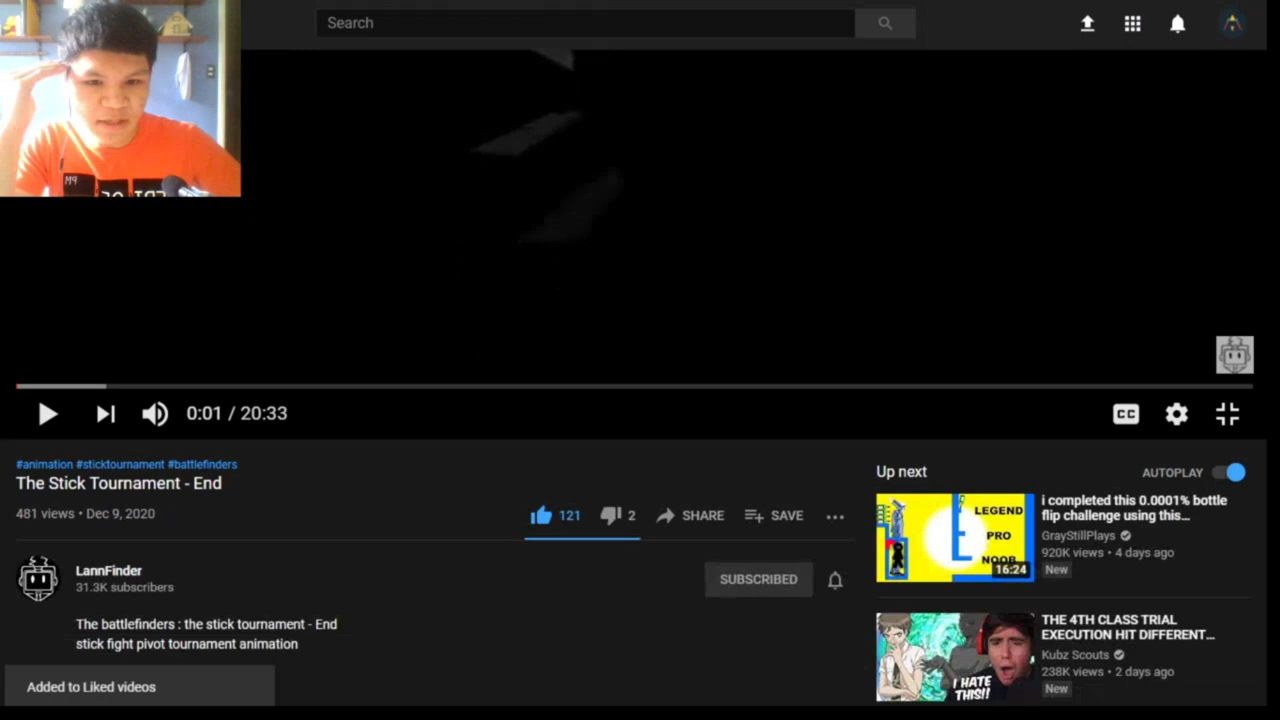 Search
M9
0:01 / 20:33
CC
#animation #sticktournament #battlefinders
The Stick Tournament - End
481 views • Dec 9, 2020
121
2
SHARE
SAVE
LannFinder
31.3K subscribers
SUBSCRIBED
The battlefinders : the stick tournament - End
stick fight pivot tournament animation
Added to Liked videos
Up next
AUTOPLAY
LEGEND
PRO
NOOB
16:24
i completed this 0.0001% bottle
flip challenge using this...
GrayStillPlays
920K views • 4 days ago
New
I HATE
THIS!!
THE 4TH CLASS TRIAL
EXECUTION HIT DIFFERENT...
Kubz Scouts
238K views • 2 days ago
New